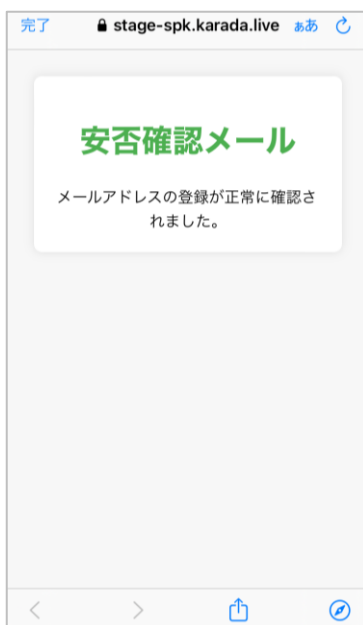 完了 stage-spk.karada.live ぁあ
安否確認メール
メールアドレスの登録が正常に確認さ
れました。